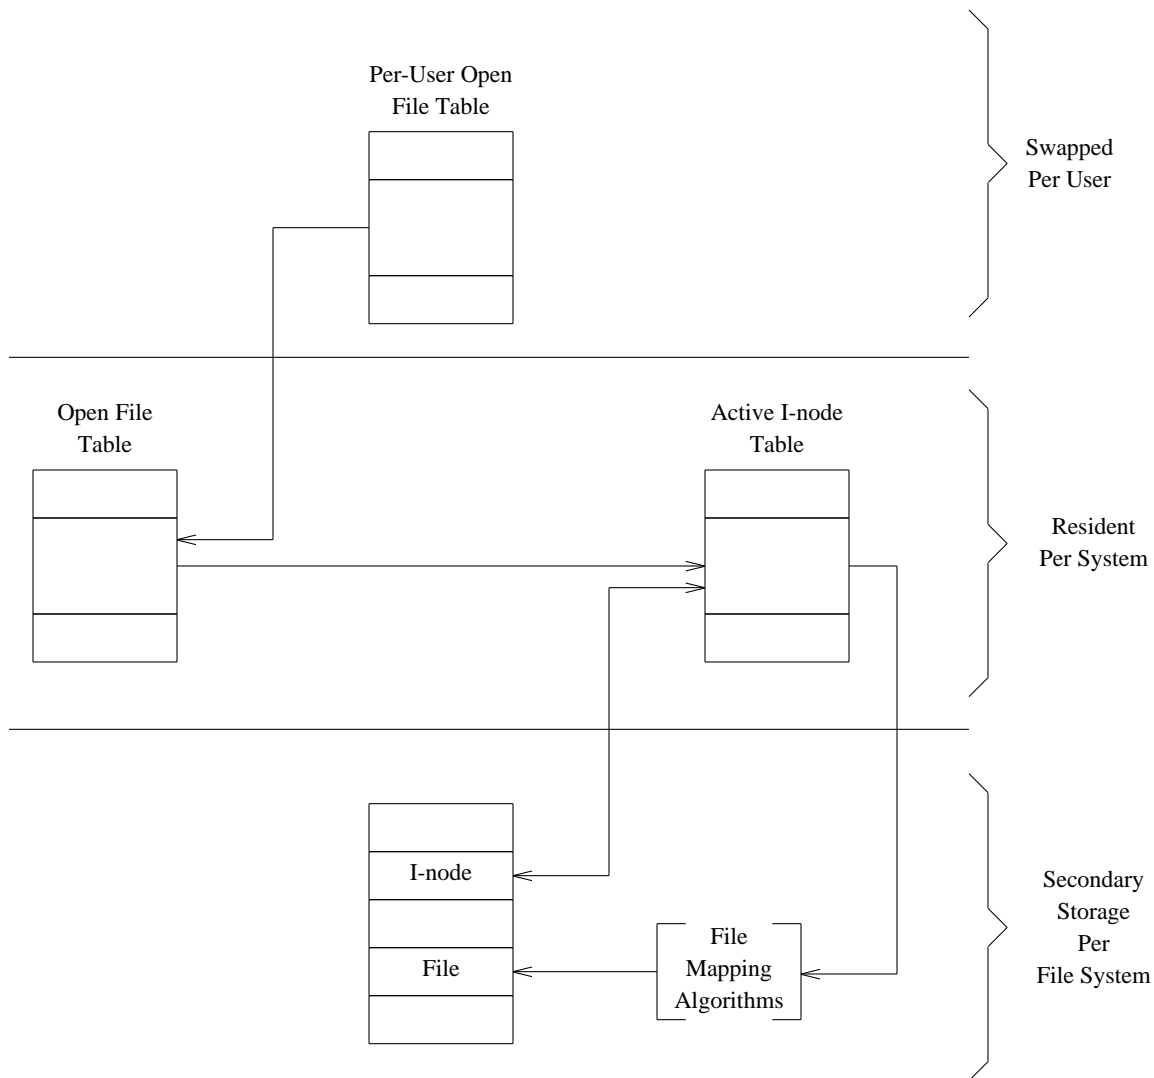 Per-User Open
File Table
Swapped
Per User
Open File
Table
Active I-node
Table
Resident
Per System
I-node
File
File
Mapping
Algorithms
Secondary
Storage
Per
File System